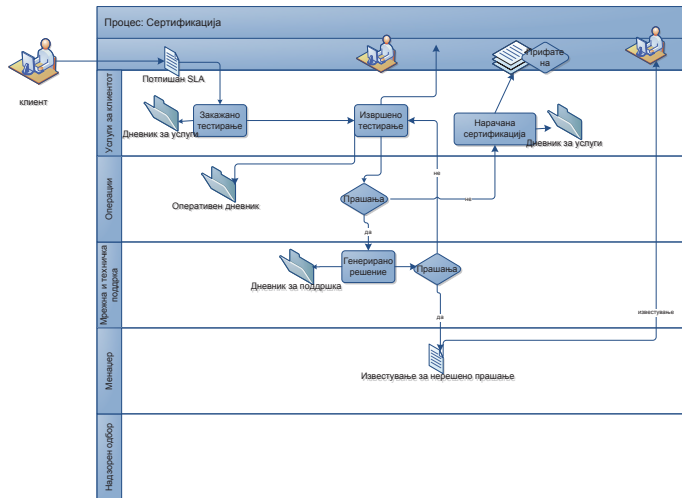 Процес: Сертификација
клиент
Потпишан SLA
Прифате
на
Услуги за клиентот
Закажано
тестирање
Извршено
тестирање
Нарачана
сертификација
Дневник за услуги
Дневник за услуги
Операции
Оперативен дневник
Прашања
не
не
да
Мрежна и техничка
поддрка
Генерирано
решение
Прашања
Дневник за поддршка
да
известување
Менаџер
Известување за нерешено прашање
Надзорен одбор